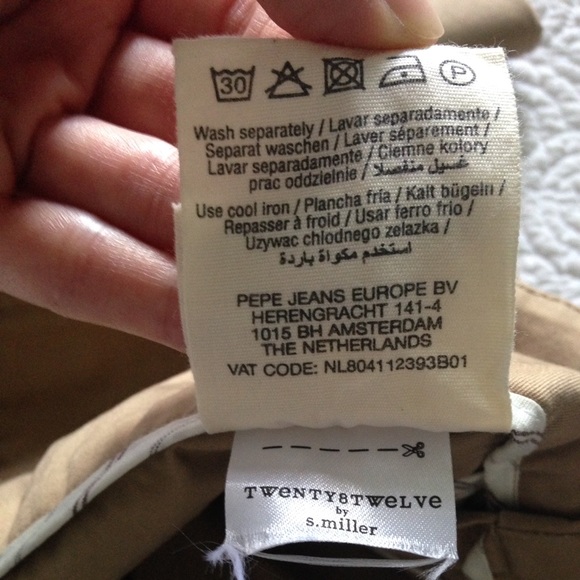 30 P
Wash separately / Lavar separadamente /
Separat waschen / Laver séparement /
Lavar separadamente / Ciemne kolory
prac oddzielnie / غسيل منفصلا
Use cool iron / Plancha fría / Kalt bügeln /
Repasser à froid / Usar ferro frio /
Uzywac chlodnego zelazka /
استخدم مكواة باردة
PEPE JEANS EUROPE BV
HERENGRACHT 141-4
1015 BH AMSTERDAM
THE NETHERLANDS
VAT CODE: NL804112393B01
TWENTY8TWELVE
by
s.miller